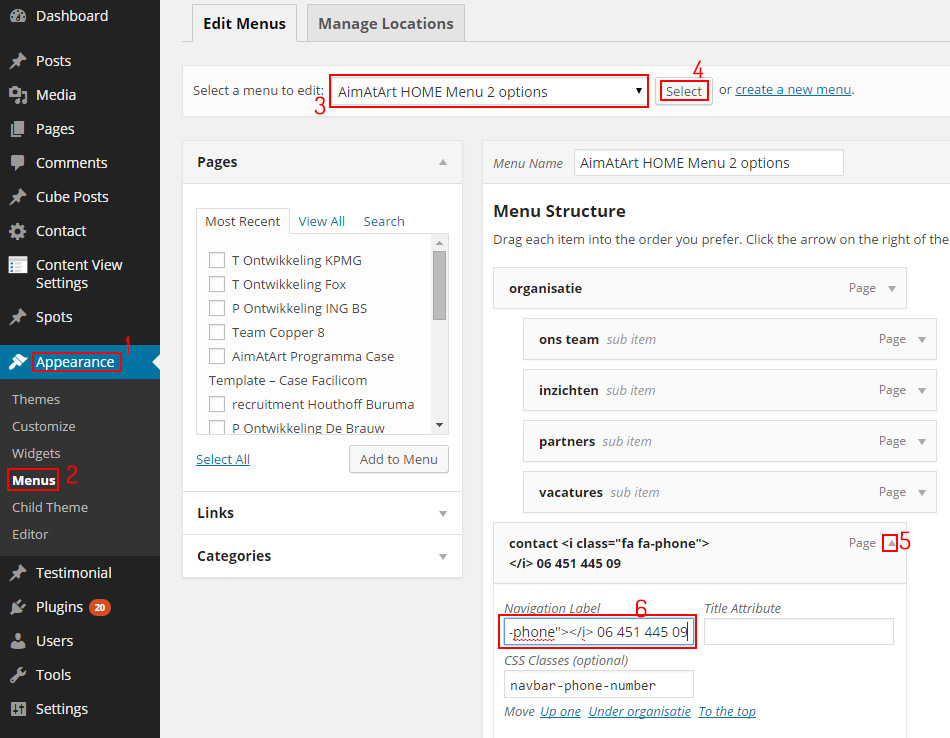 Dashboard
Posts
Media
Pages
Comments
Cube Posts
Contact
Content View
Settings
Spots
Appearance 1
Themes
Customize
Widgets
Menus 2
Child Theme
Editor
Testimonial
Plugins 20
Users
Tools
Settings
Edit Menus Manage Locations
4
Select a menu to edit: AimAtArt HOME Menu 2 options Select or create a new menu.
3
Pages
Most Recent View All Search
T Ontwikkeling KPMG
T Ontwikkeling Fox
P Ontwikkeling ING BS
Team Copper 8
AimAtArt Programma Case
Template – Case Facilicom
recruitment Houthoff Buruma
P Ontwikkeling De Brauw
Select All Add to Menu
Links
Categories
Menu Name AimAtArt HOME Menu 2 options
Menu Structure
Drag each item into the order you prefer. Click the arrow on the right of the
organisatie Page
ons team sub item Page
inzichten sub item Page
partners sub item Page
vacatures sub item Page
contact <i class="fa fa-phone"> Page 5
</i> 06 451 445 09
6
Navigation Label Title Attribute
-phone"></i> 06 451 445 09
CSS Classes (optional)
navbar-phone-number
Move Up one Under organisatie To the top